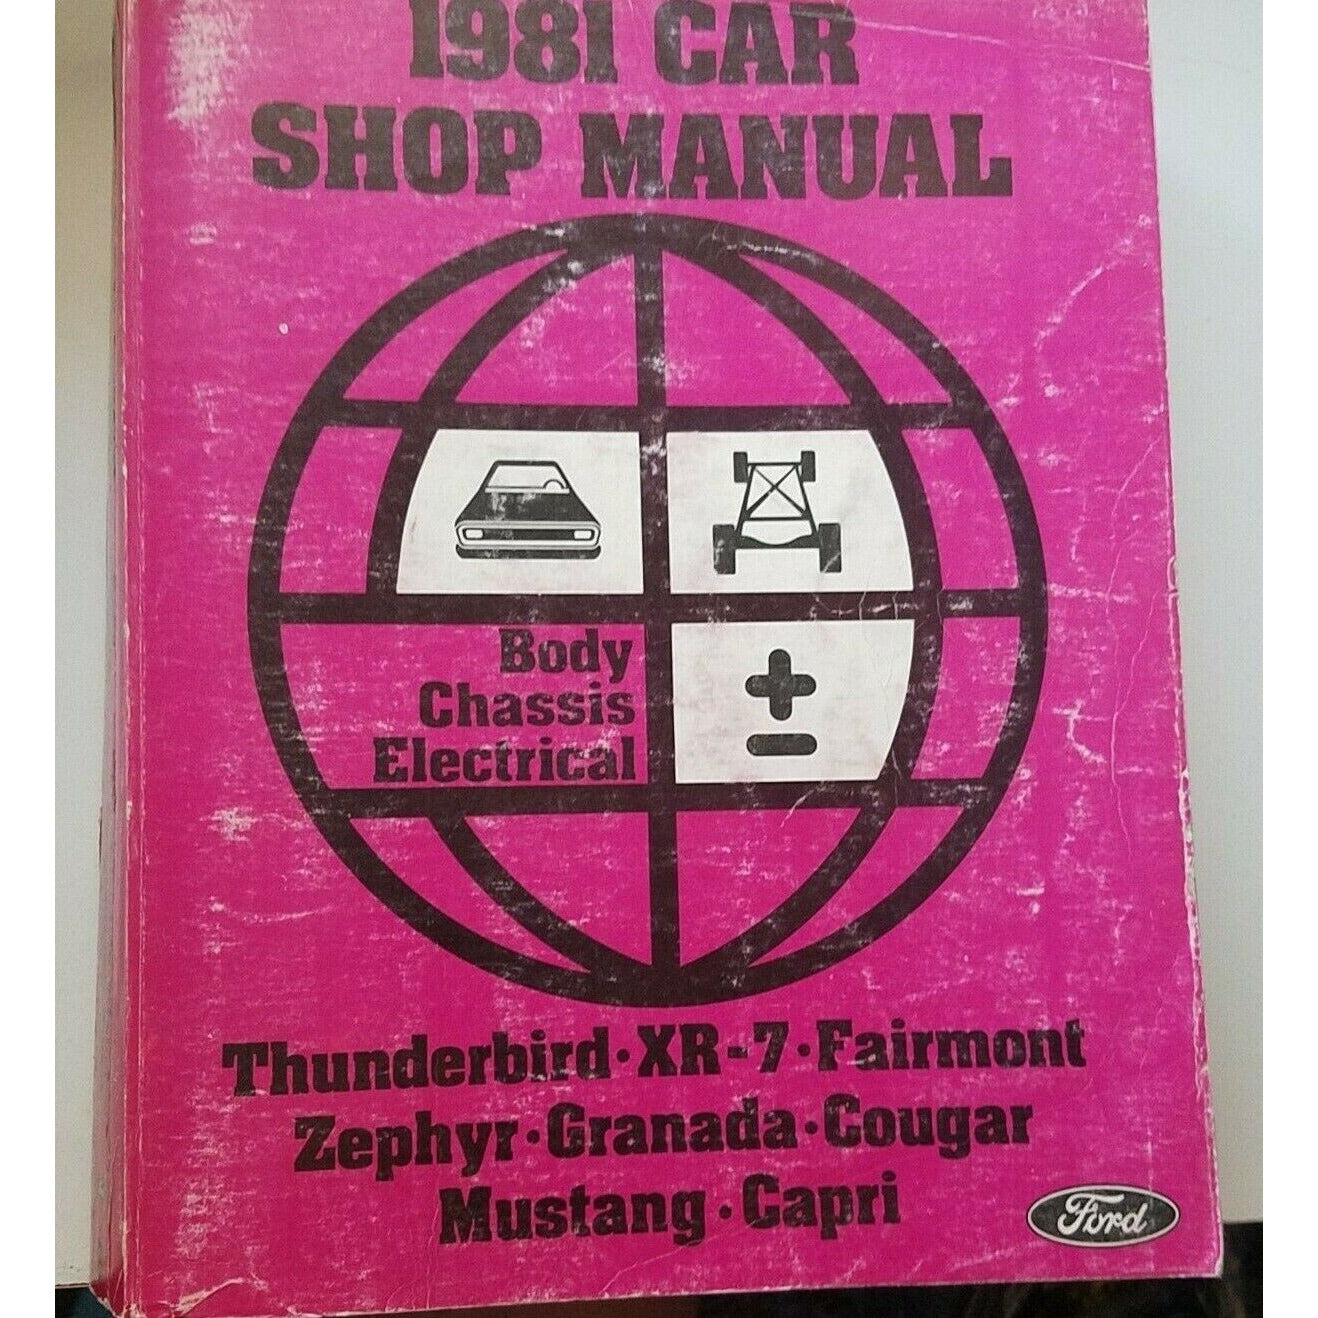 1981 CAR
SHOP MANUAL
Body
Chassis
Electrical
Thunderbird · XR-7 · Fairmont
Zephyr · Granada · Cougar
Mustang · Capri
Ford